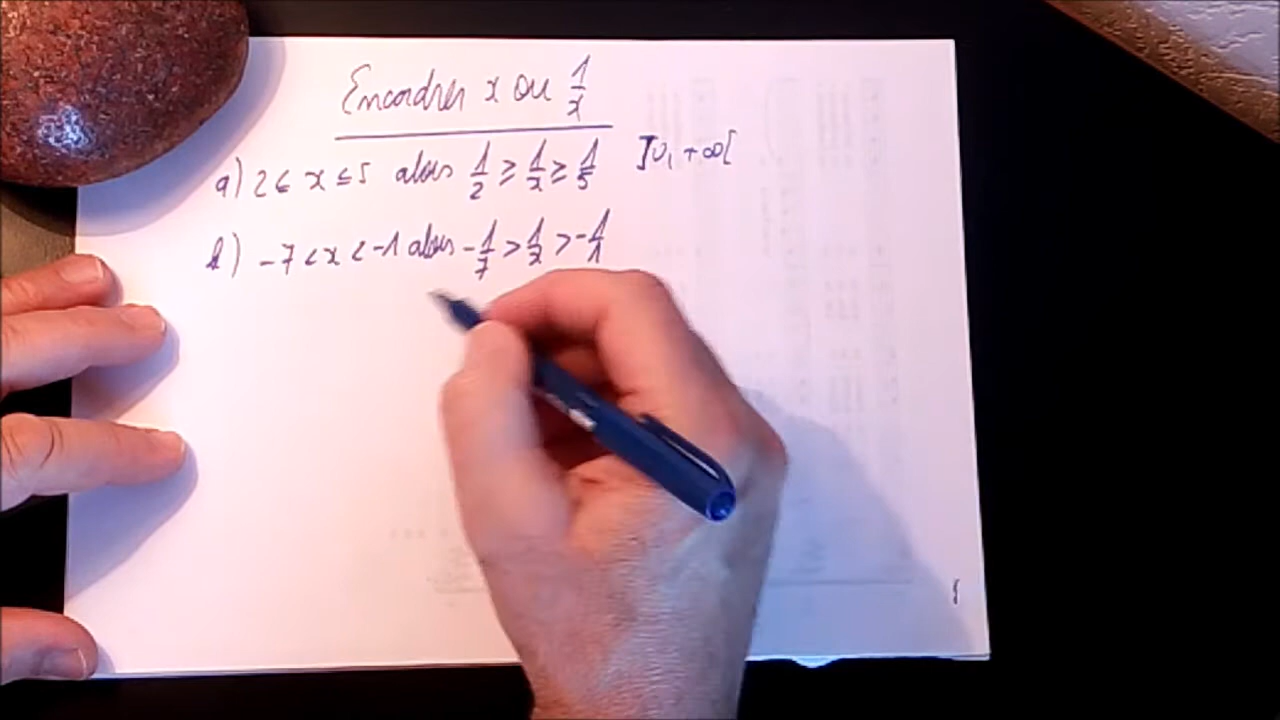 Encadrer x ou 1/x
a) 2 ≤ x ≤ 5 alors 1/2 ≥ 1/x ≥ 1/5 ]0, +∞[
b) -7 < x < -1 alors -1/7 > 1/x > -1/1